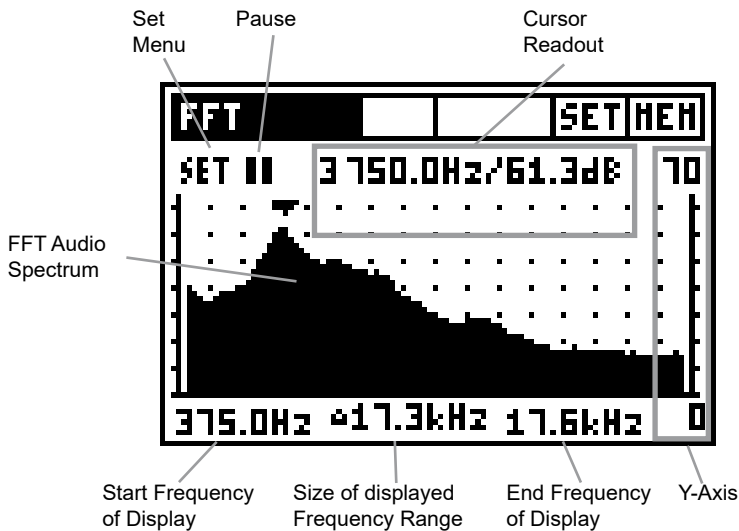 Set
Menu
Pause
Cursor
Readout
FFT SET MEM
SET 3750.0Hz/61.3dB 70
FFT Audio
Spectrum
375.0Hz ▵17.3kHz 17.6kHz 0
Start Frequency
of Display
Size of displayed
Frequency Range
End Frequency
of Display
Y-Axis